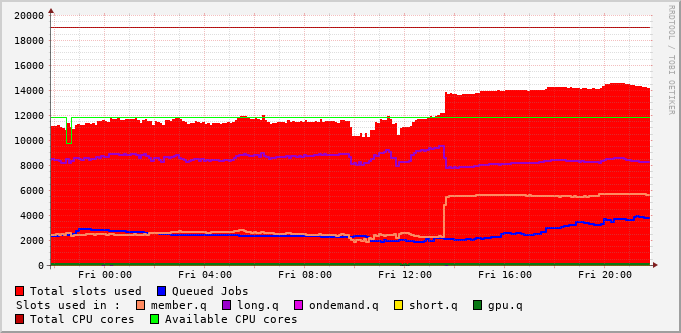 20000
18000
16000
14000
12000
10000
8000
6000
4000
2000
0
Fri 00:00 Fri 04:00 Fri 08:00 Fri 12:00 Fri 16:00 Fri 20:00
RRDTOOL / TOBI OETIKER
Total slots used Queued Jobs
Slots used in : member.q long.q ondemand.q short.q gpu.q
Total CPU cores Available CPU cores